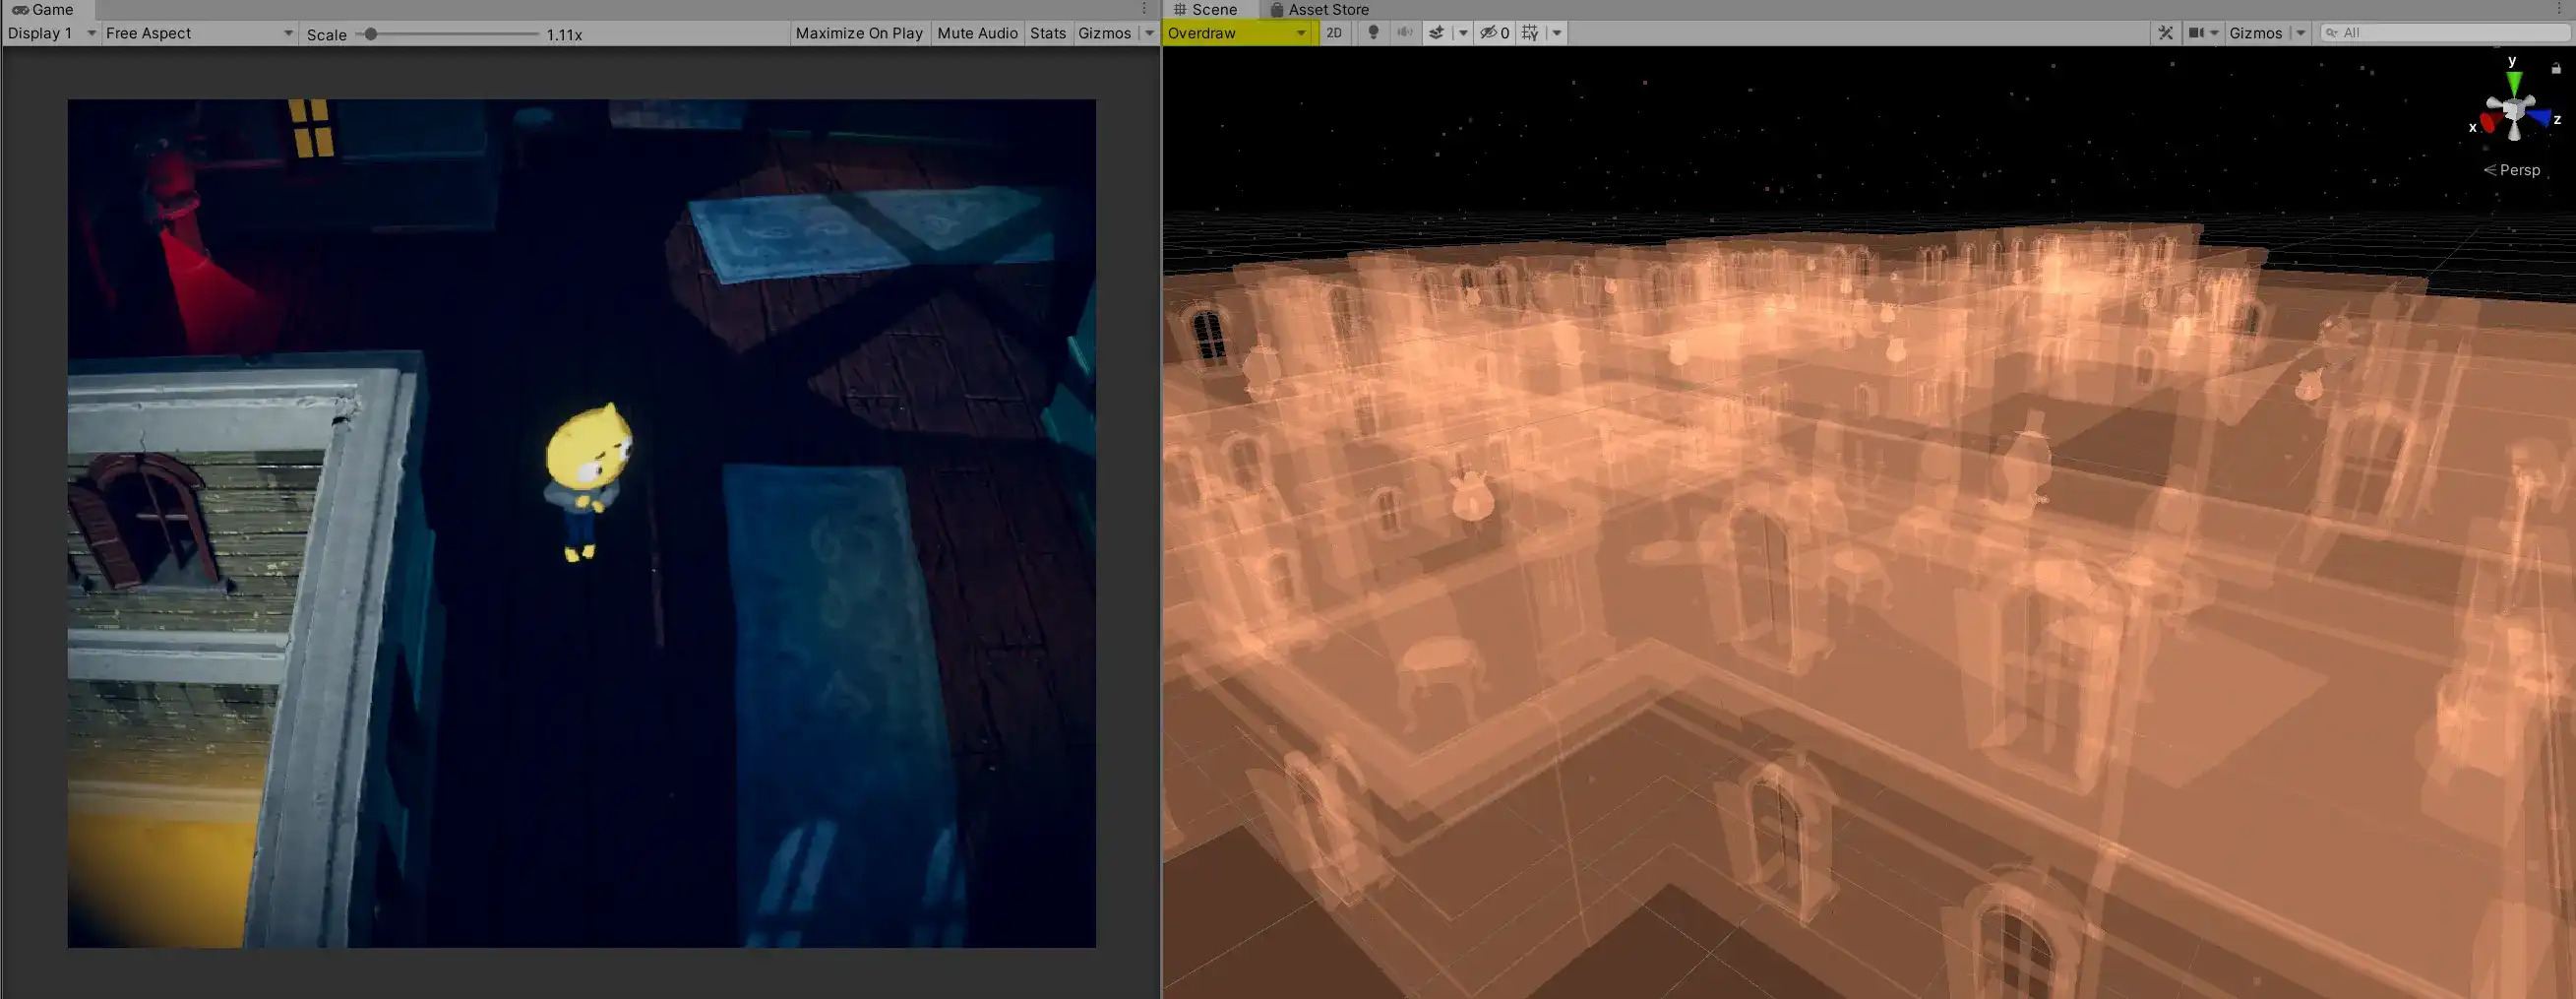 Game
Display 1 Free Aspect Scale 1.11x Maximize On Play Mute Audio Stats Gizmos
Scene Asset Store
Overdraw 2D 0 Gizmos All
y
x z
Persp